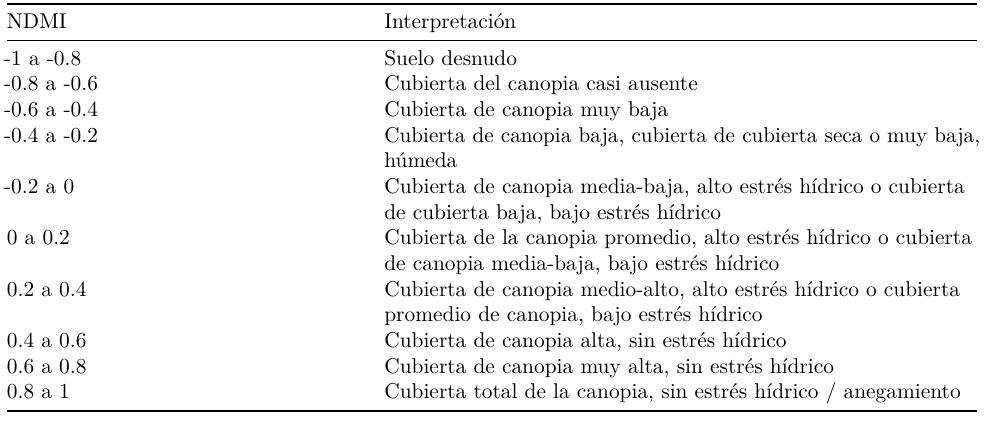 NDMI Interpretación
-1 a -0.8 Suelo desnudo
-0.8 a -0.6 Cubierta del canopia casi ausente
-0.6 a -0.4 Cubierta de canopia muy baja
-0.4 a -0.2 Cubierta de canopia baja, cubierta de cubierta seca o muy baja,
húmeda
-0.2 a 0 Cubierta de canopia media-baja, alto estrés hídrico o cubierta
de cubierta baja, bajo estrés hídrico
0 a 0.2 Cubierta de la canopia promedio, alto estrés hídrico o cubierta
de canopia media-baja, bajo estrés hídrico
0.2 a 0.4 Cubierta de canopia medio-alto, alto estrés hídrico o cubierta
promedio de canopia, bajo estrés hídrico
0.4 a 0.6 Cubierta de canopia alta, sin estrés hídrico
0.6 a 0.8 Cubierta de canopia muy alta, sin estrés hídrico
0.8 a 1 Cubierta total de la canopia, sin estrés hídrico / anegamiento